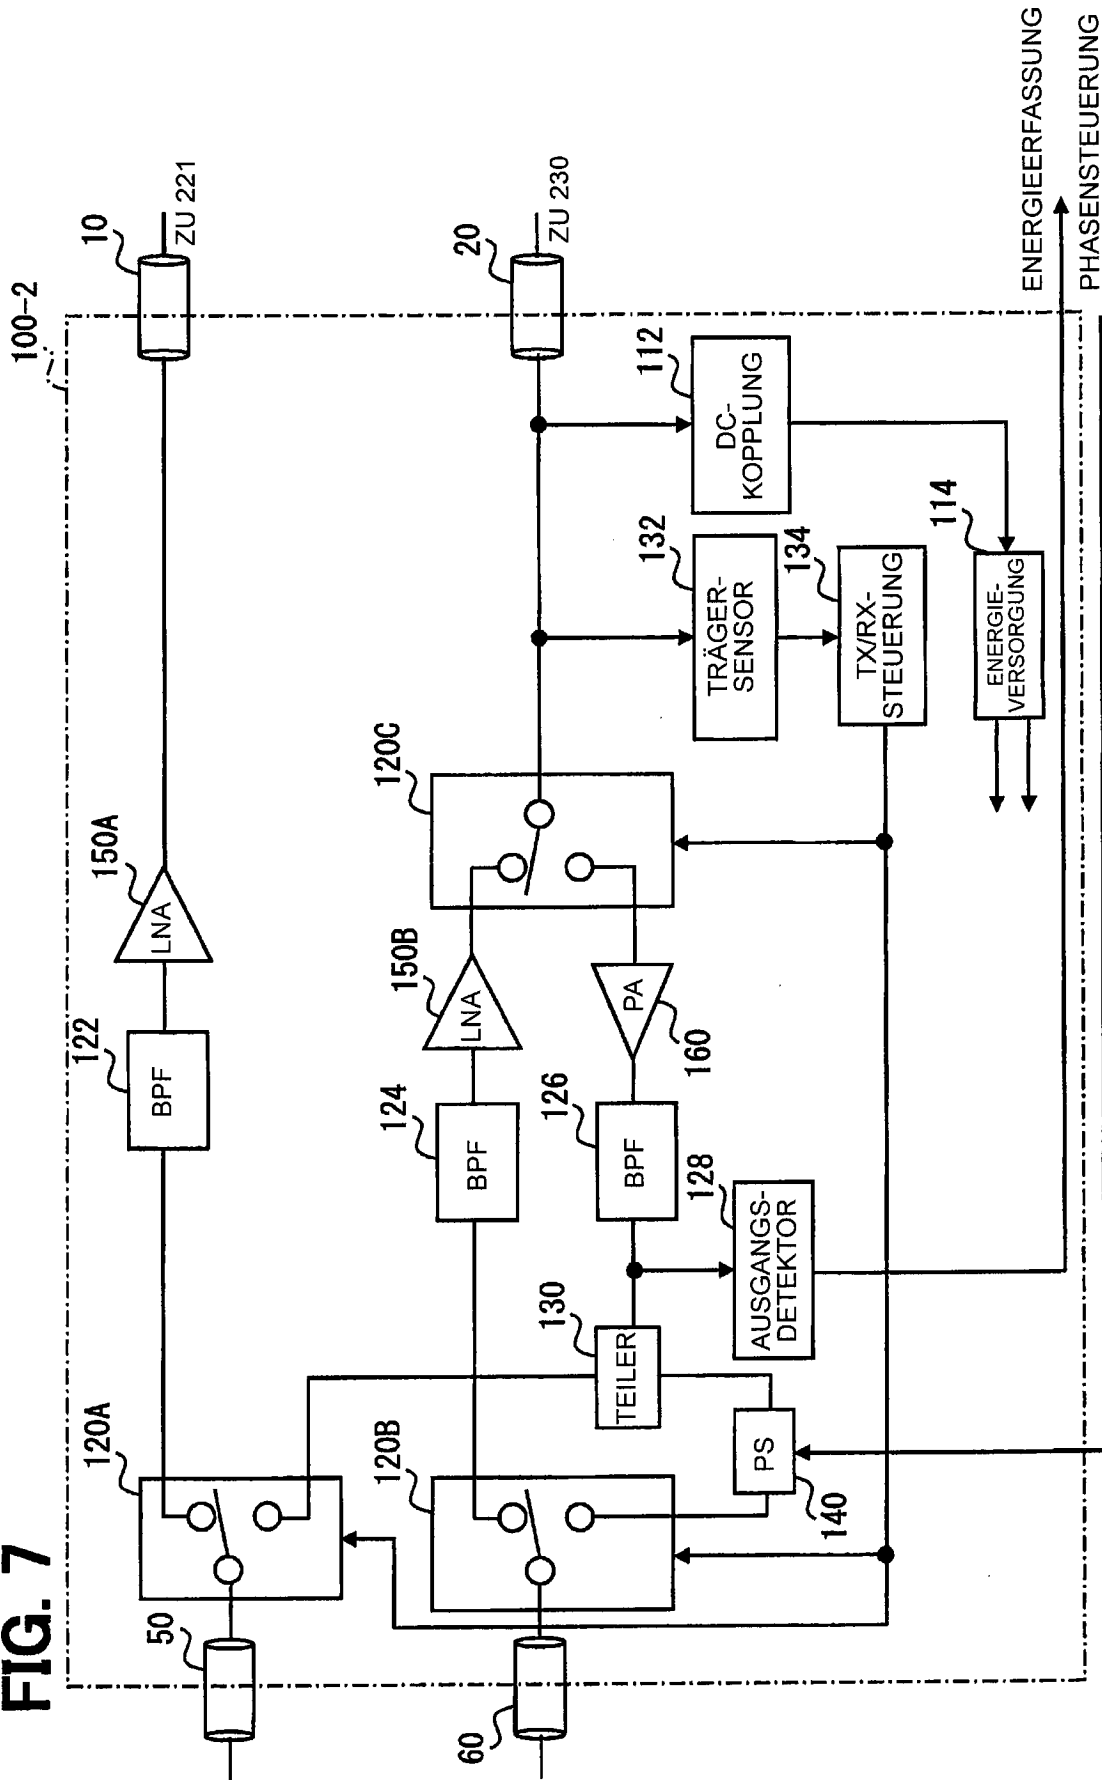 FIG. 7
100-2
10
ZU 221
150A
LNA
122
BPF
120A
50
20
ZU 230
112
DC-
KOPPLUNG
132
TRÄGER-
SENSOR
134
TX/RX-
STEUERUNG
114
ENERGIE-
VERSORGUNG
120C
150B
LNA
PA
160
124
BPF
126
BPF
128
AUSGANGS-
DETEKTOR
130
TEILER
120B
PS
140
60
ENERGIEERFASSUNG
PHASENSTEUERUNG